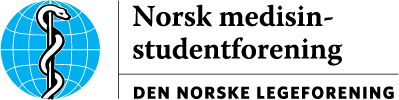 Norsk medisin-
studentforening
DEN NORSKE LEGEFORENING